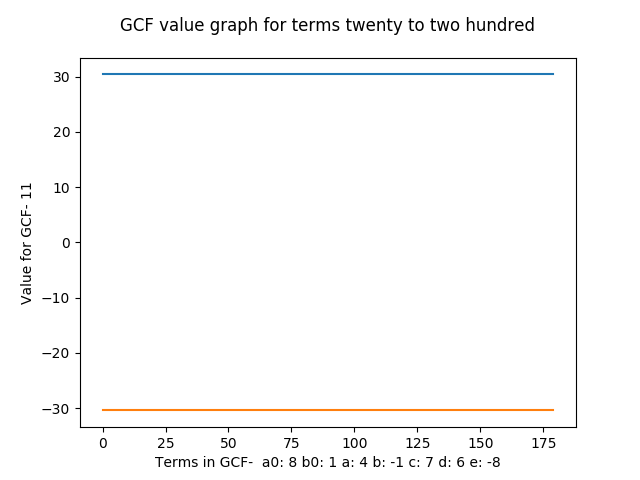 GCF value graph for terms twenty to two hundred
30
20
10
0
−10
−20
−30
Value for GCF- 11
0 25 50 75 100 125 150 175
Terms in GCF-  a0: 8 b0: 1 a: 4 b: -1 c: 7 d: 6 e: -8